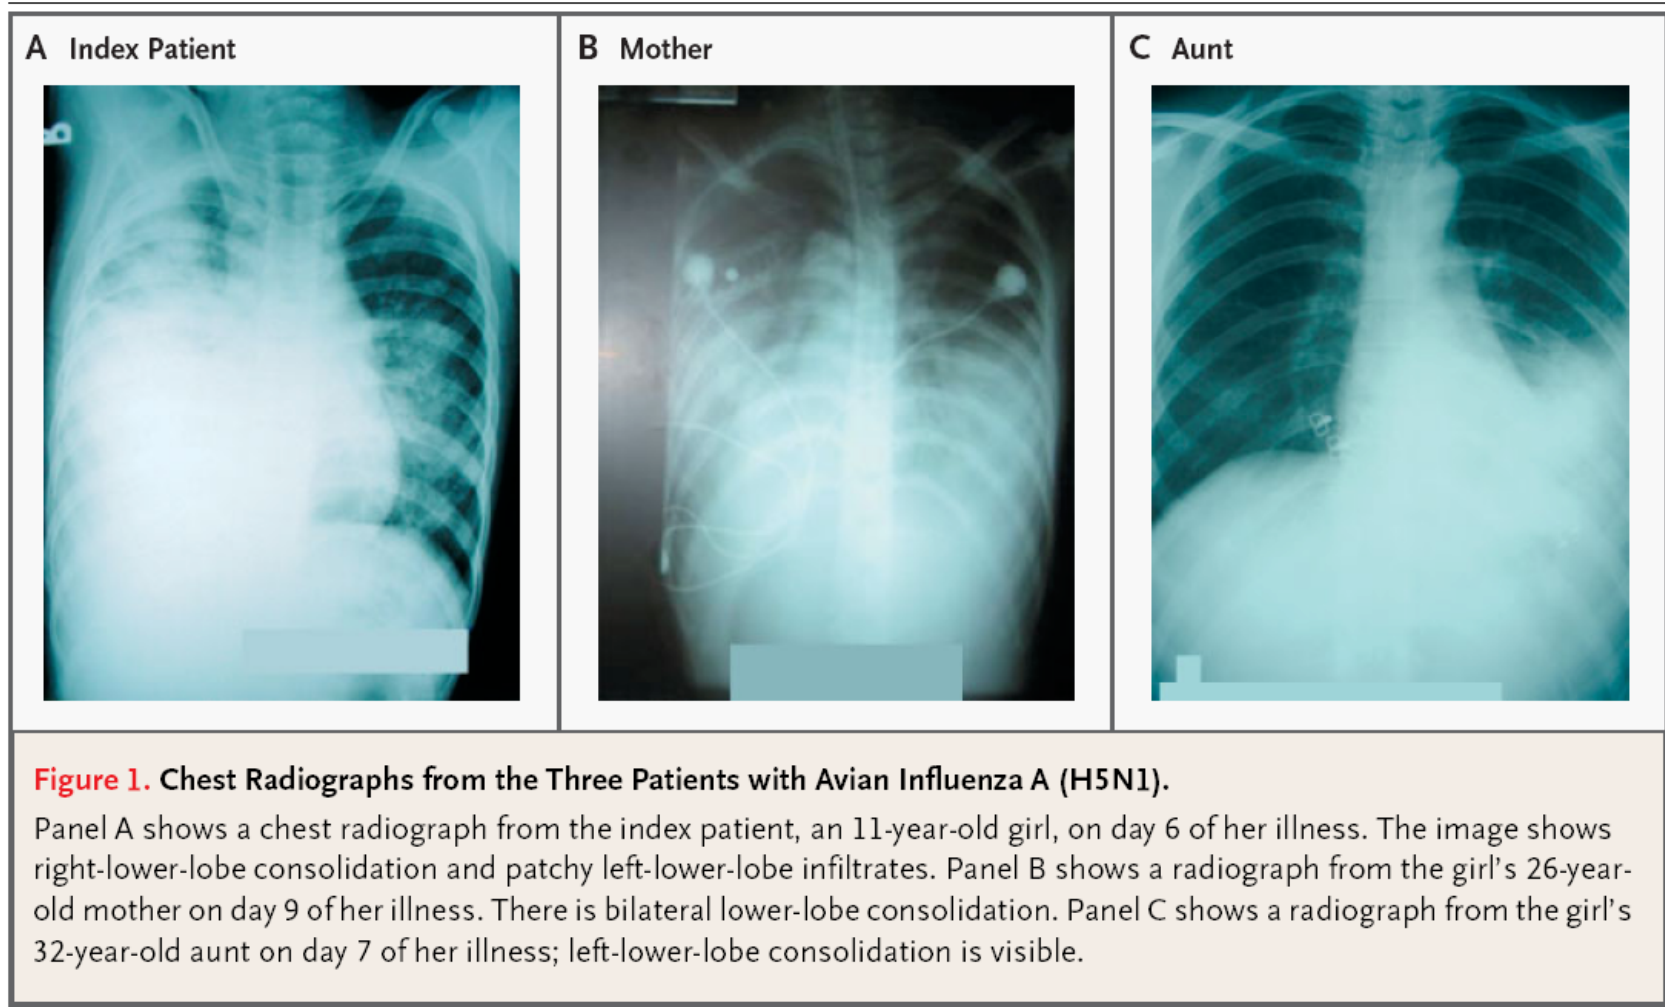 A Index Patient
B Mother
C Aunt
Figure 1. Chest Radiographs from the Three Patients with Avian Influenza A (H5N1).
Panel A shows a chest radiograph from the index patient, an 11-year-old girl, on day 6 of her illness. The image shows
right-lower-lobe consolidation and patchy left-lower-lobe infiltrates. Panel B shows a radiograph from the girl’s 26-year-
old mother on day 9 of her illness. There is bilateral lower-lobe consolidation. Panel C shows a radiograph from the girl’s
32-year-old aunt on day 7 of her illness; left-lower-lobe consolidation is visible.